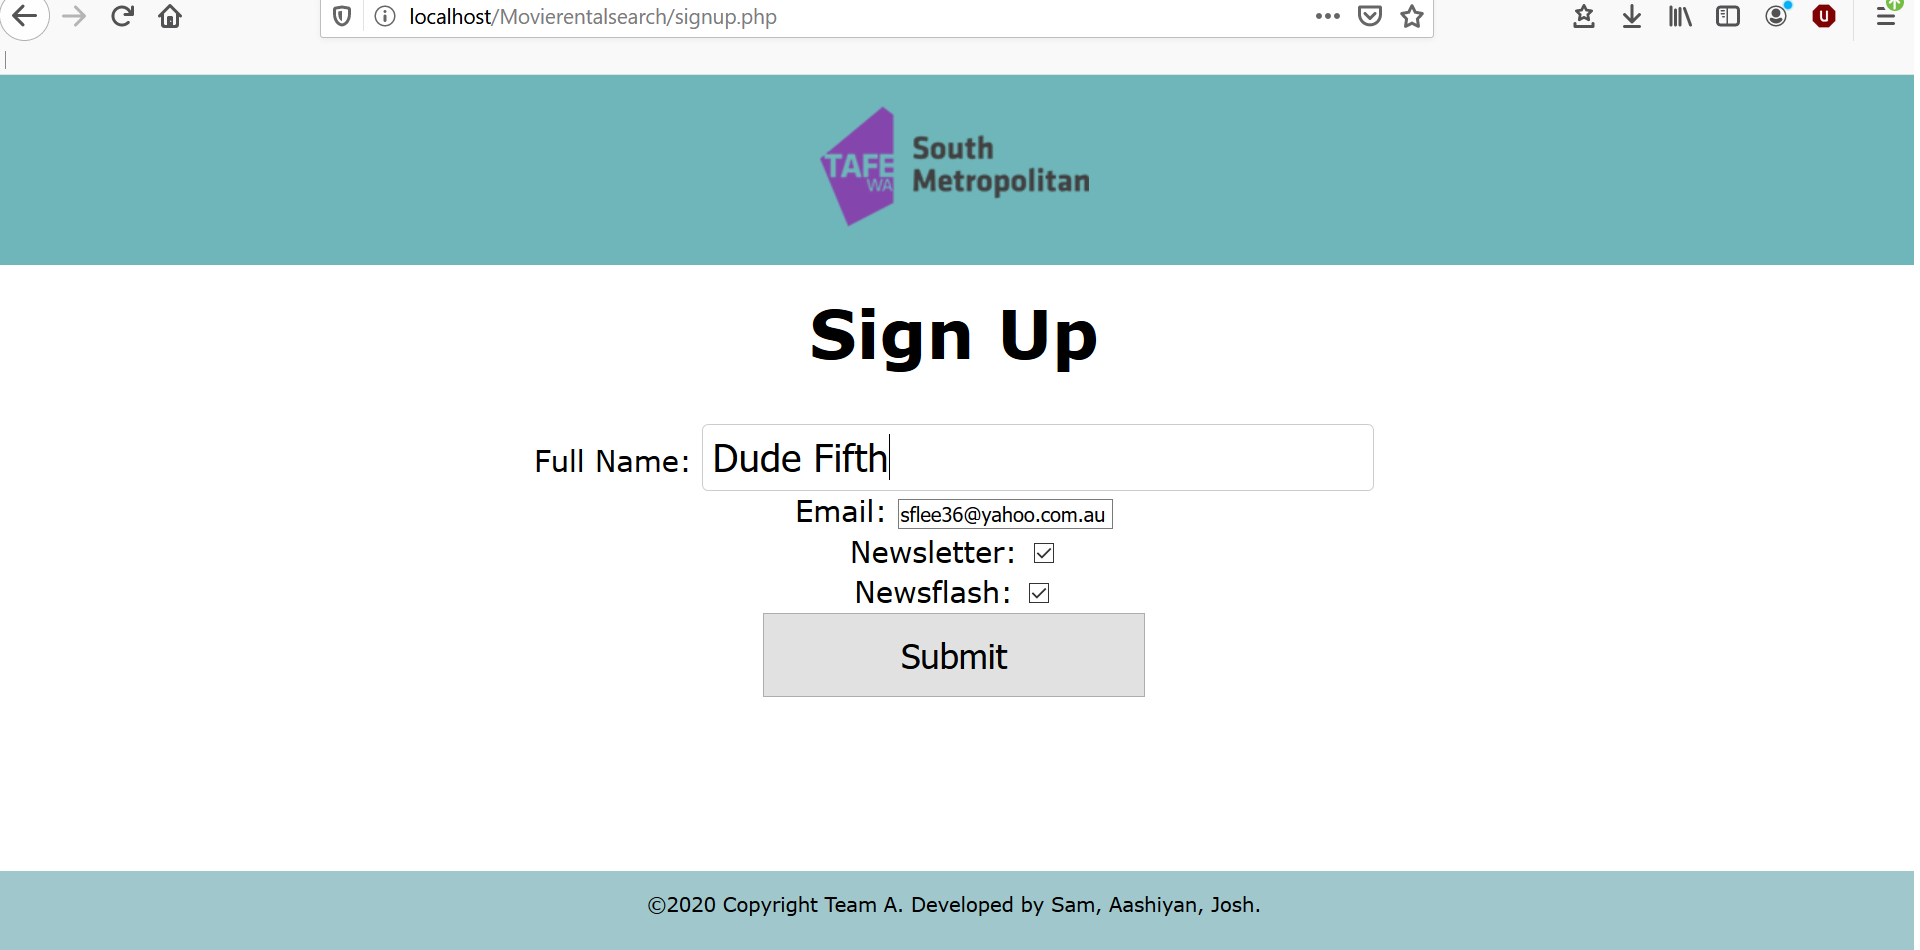 localhost/Movierentalsearch/signup.php
TAFE
WA
South
Metropolitan
Sign Up
Full Name: Dude Fifth
Email: sflee36@yahoo.com.au
Newsletter:
Newsflash:
Submit
©2020 Copyright Team A. Developed by Sam, Aashiyan, Josh.